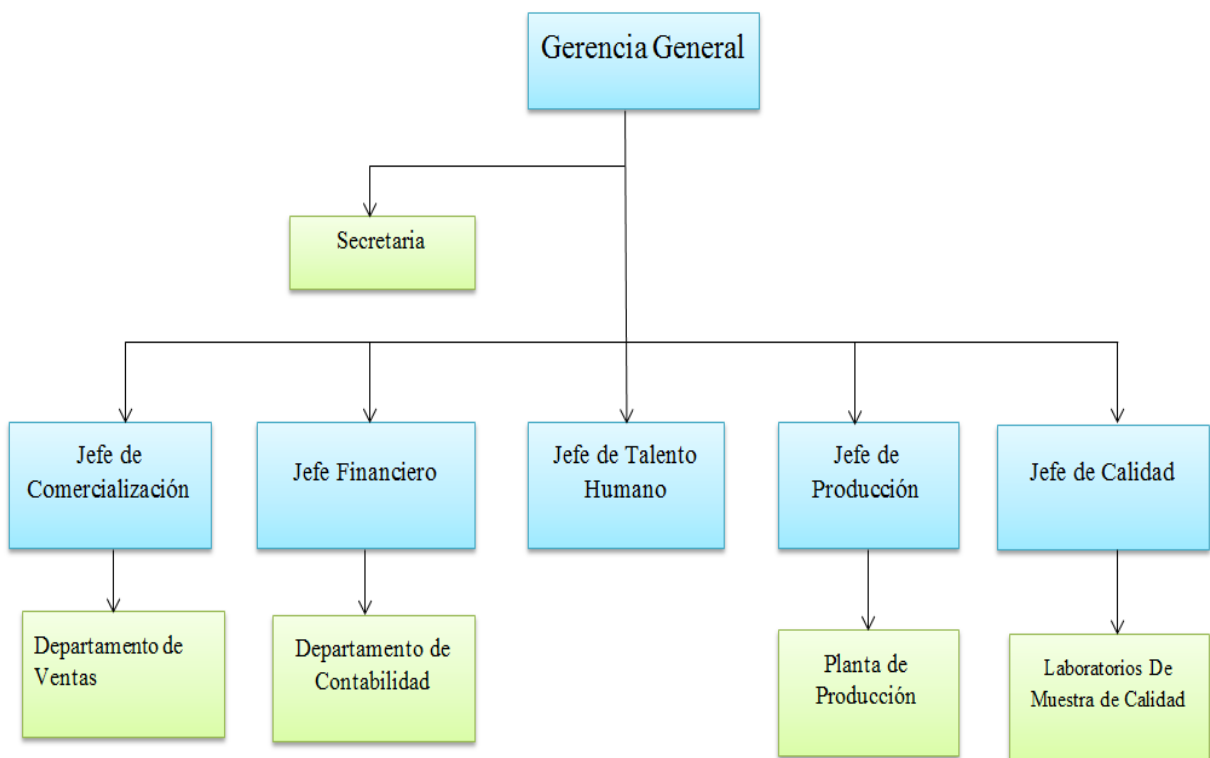 Gerencia General
Secretaria
Jefe de
Comercialización
Jefe Financiero
Jefe de Talento
Humano
Jefe de
Producción
Jefe de Calidad
Departamento de
Ventas
Departamento de
Contabilidad
Planta de
Producción
Laboratorios De
Muestra de Calidad